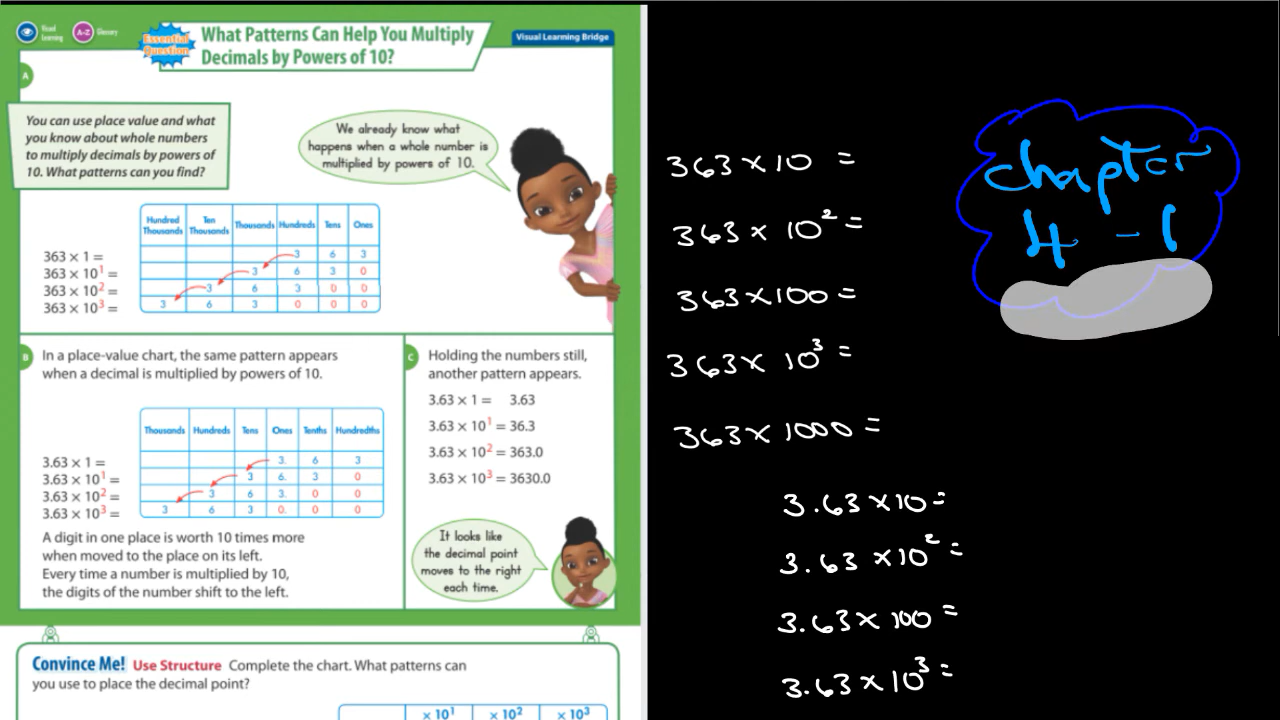 Visual
Learning
A-Z
Glossary
Essential
Question
What Patterns Can Help You Multiply
Decimals by Powers of 10?
Visual Learning Bridge
A
You can use place value and what
you know about whole numbers
to multiply decimals by powers of
10. What patterns can you find?
We already know what
happens when a whole number is
multiplied by powers of 10.
Hundred Thousands Ten Thousands Thousands Hundreds Tens Ones
363 × 1 = 3 6 3
363 × 10¹ = 3 6 3 0
363 × 10² = 3 6 3 0 0
363 × 10³ = 3 6 3 0 0 0
B
In a place-value chart, the same pattern appears
when a decimal is multiplied by powers of 10.
Thousands Hundreds Tens Ones Tenths Hundredths
3.63 × 1 = 3. 6 3
3.63 × 10¹ = 3 6. 3 0
3.63 × 10² = 3 6 3. 0 0
3.63 × 10³ = 3 6 3 0. 0 0
A digit in one place is worth 10 times more
when moved to the place on its left.
Every time a number is multiplied by 10,
the digits of the number shift to the left.
C
Holding the numbers still,
another pattern appears.
3.63 × 1 = 3.63
3.63 × 10¹ = 36.3
3.63 × 10² = 363.0
3.63 × 10³ = 3630.0
It looks like
the decimal point
moves to the right
each time.
Convince Me! Use Structure Complete the chart. What patterns can
you use to place the decimal point?
× 10¹ × 10² × 10³
363 × 10 =
363 × 10² =
363 × 100 =
363 × 10³ =
363 × 1000 =
3.63 × 10 =
3.63 × 10² =
3.63 × 100 =
3.63 × 10³ =
chapter
4 - 1